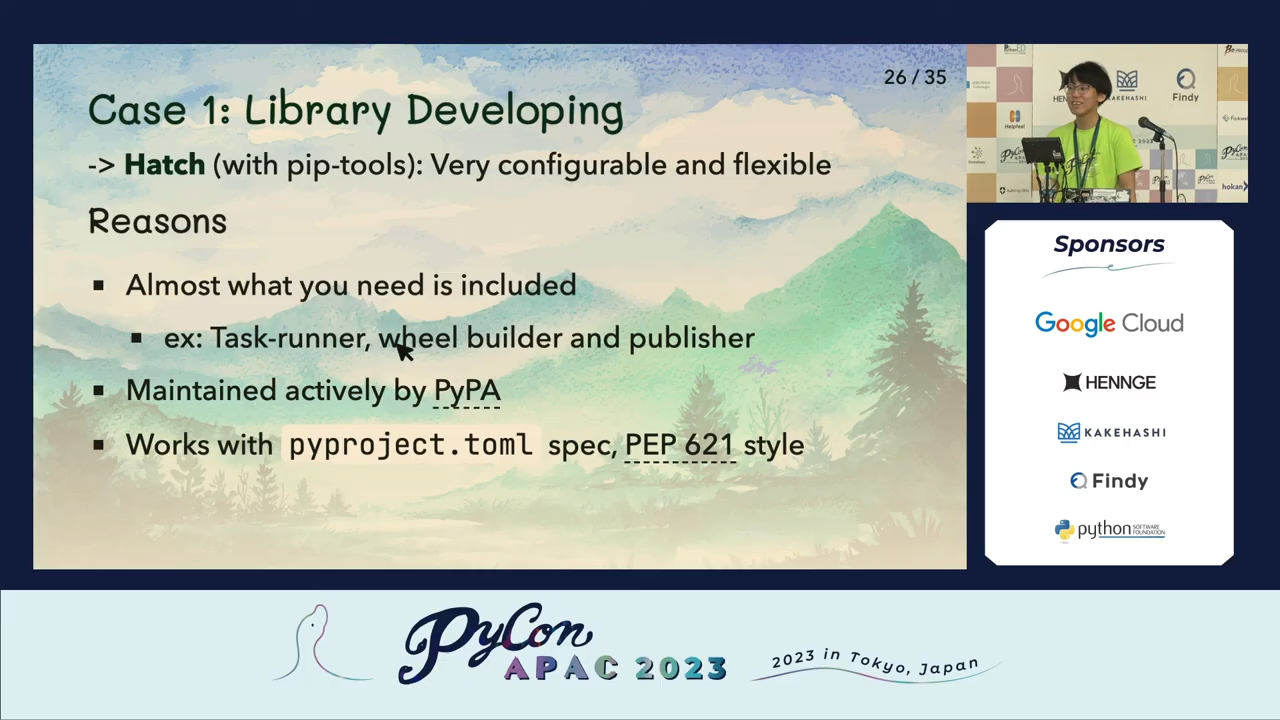 26 / 35
Case 1: Library Developing
-> Hatch (with pip-tools): Very configurable and flexible
Reasons
Almost what you need is included
ex: Task-runner, wheel builder and publisher
Maintained actively by PyPA
Works with pyproject.toml spec, PEP 621 style
KAKEHASHI
Findy
HelpFeel
hokan
Sponsors
Google Cloud
HENNGE
KAKEHASHI
Findy
python SOFTWARE FOUNDATION
PyCon
APAC 2023
2023 in Tokyo, Japan